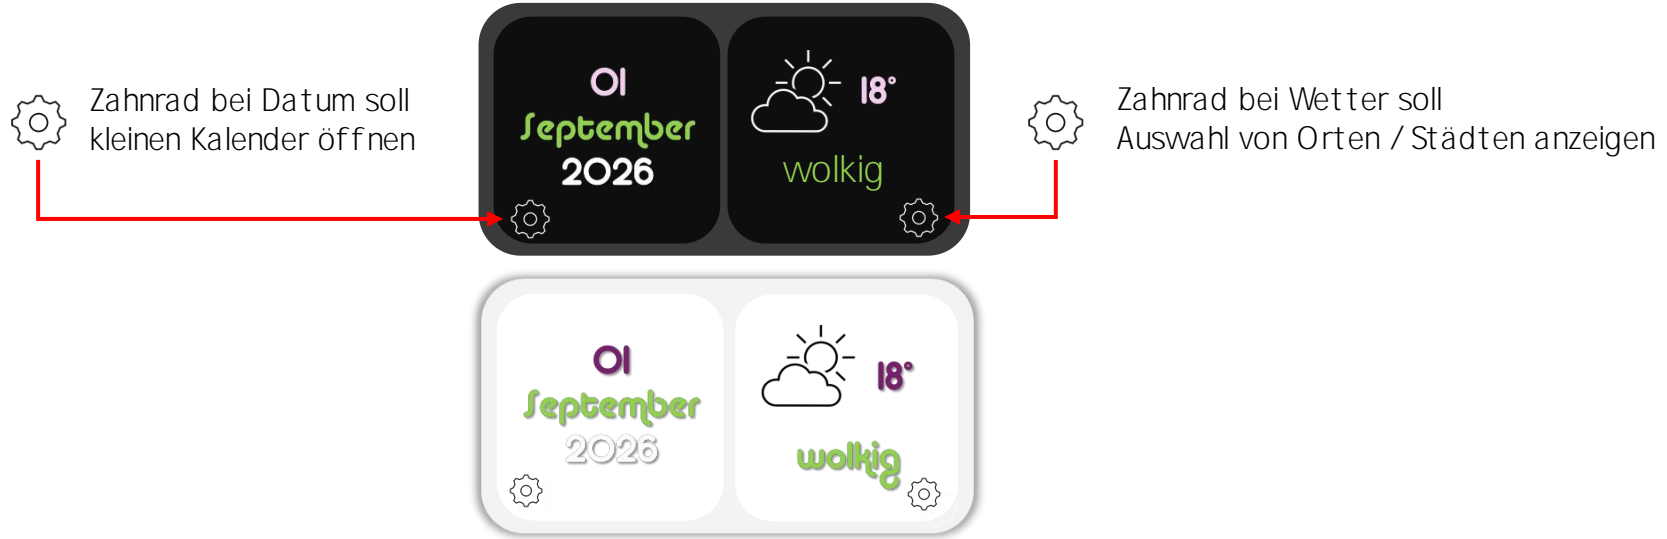 Zahnrad bei Datum soll
kleinen Kalender öffnen
01
September
2026
18°
wolkig
Zahnrad bei Wetter soll
Auswahl von Orten / Städten anzeigen
01
September
2026
18°
wolkig